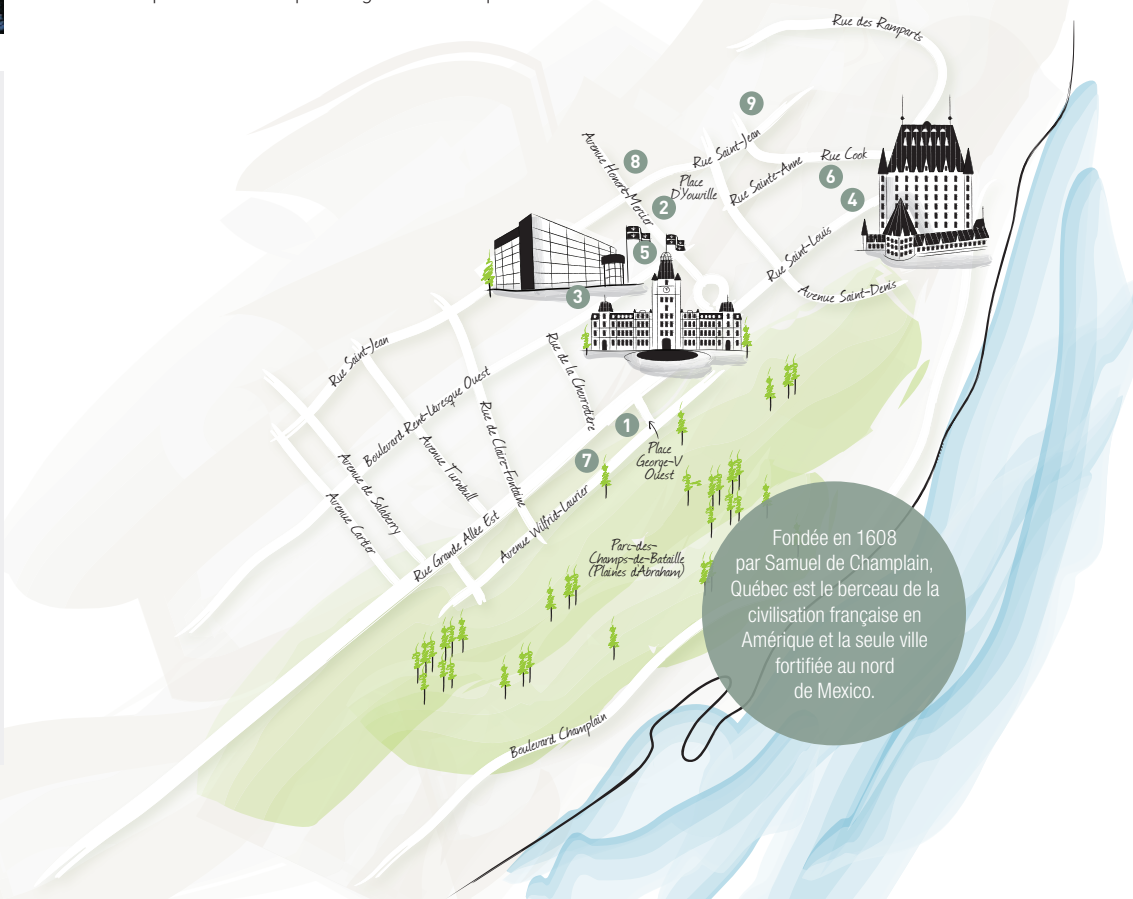 Rue des Ramparts
9
Rue Saint-Jean
Avenue Honoré-Mercier
8
Place
D'Youville
Rue Sainte-Anne
Rue Cook
6
4
2
5
Rue Saint-Louis
Avenue Saint-Denis
3
Rue Saint-Jean
Boulevard René-Lévesque Ouest
Rue de la Chevrotière
Rue de Claire-Fontaine
Avenue Turnbull
Avenue de Salaberry
Avenue Cartier
1
Place
George-V
Ouest
7
Rue Grande Allée Est
Avenue Wilfrid-Laurier
Parc-des-
Champs-de-Bataille
(Plaines d'Abraham)
Boulevard Champlain
Fondée en 1608
par Samuel de Champlain,
Québec est le berceau de la
civilisation française en
Amérique et la seule ville
fortifiée au nord
de Mexico.